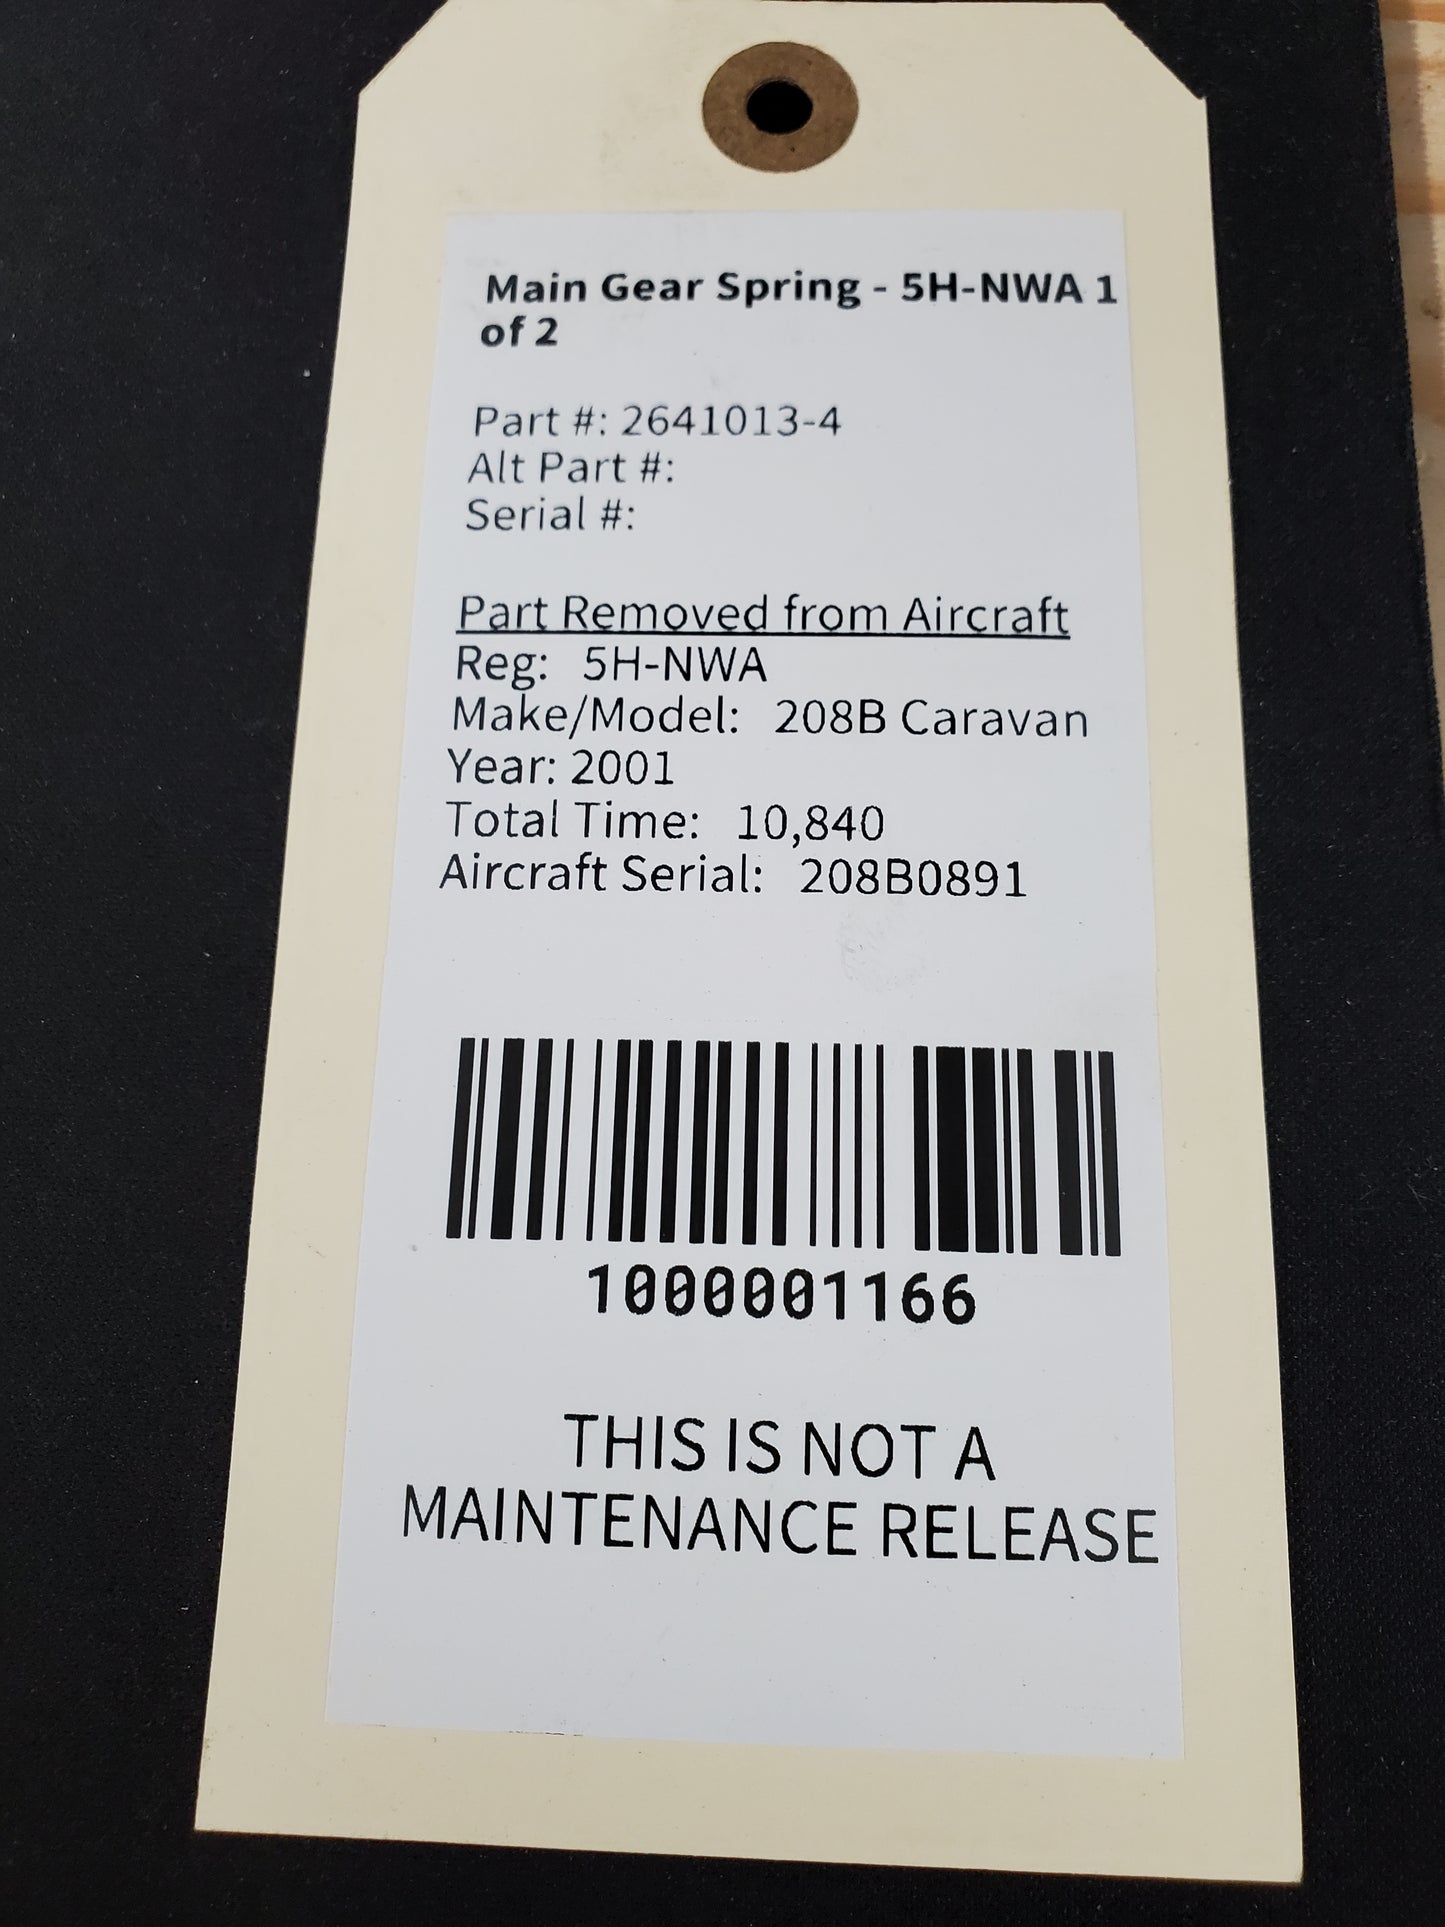 Main Gear Spring - 5H-NWA 1
of 2
Part #: 2641013-4
Alt Part #:
Serial #:
Part Removed from Aircraft
Reg: 5H-NWA
Make/Model: 208B Caravan
Year: 2001
Total Time: 10,840
Aircraft Serial: 208B0891
1000001166
THIS IS NOT A
MAINTENANCE RELEASE